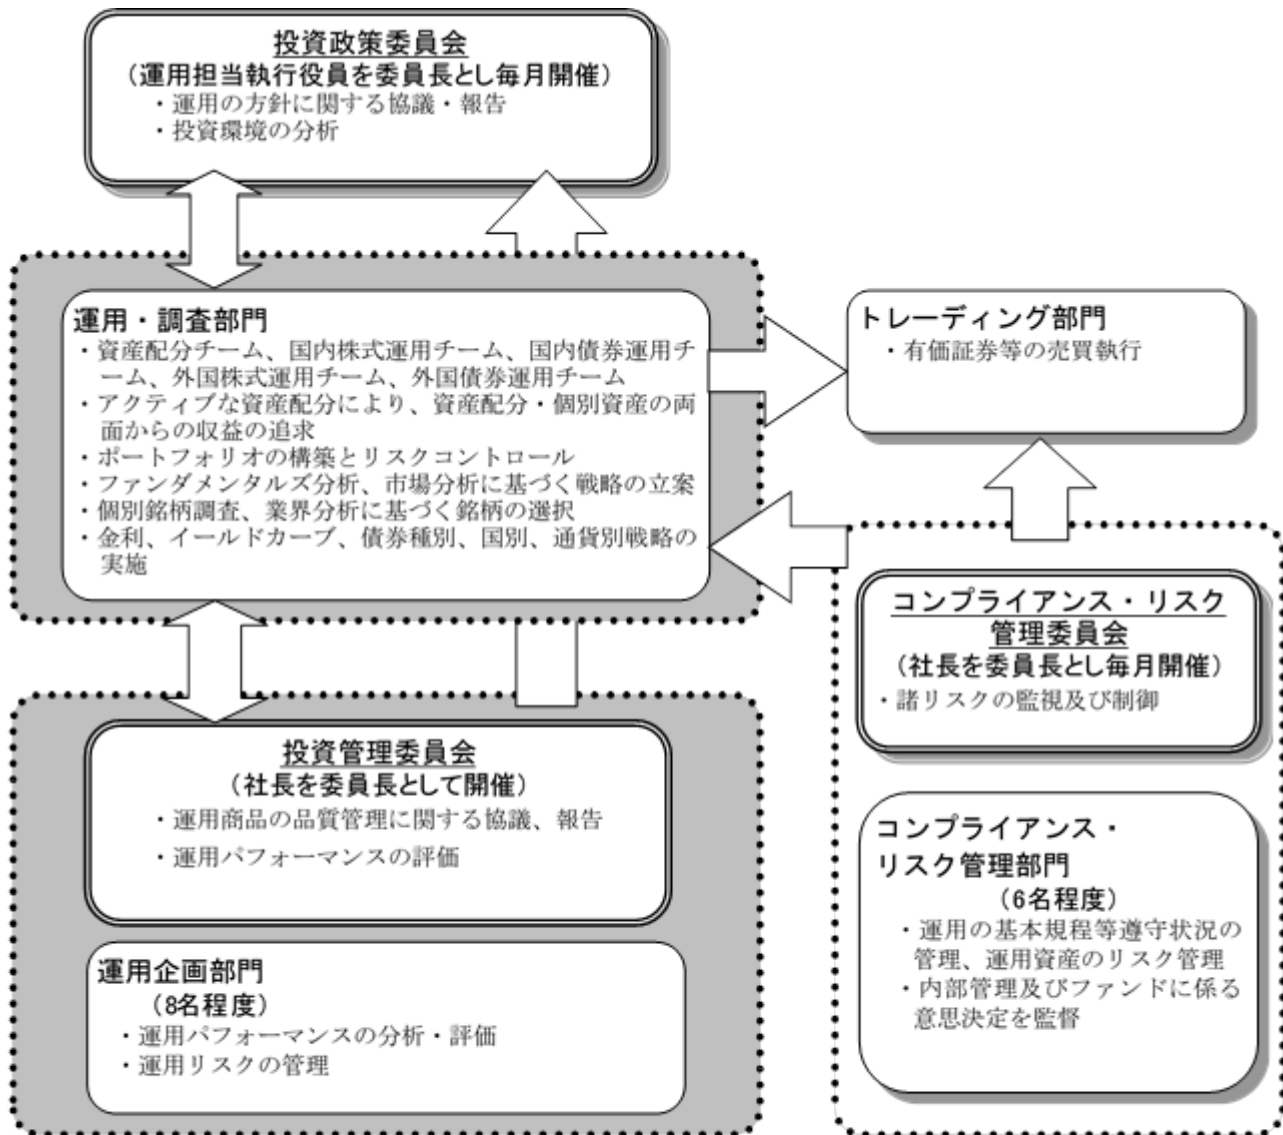 投資政策委員会
（運用担当執行役員を委員長とし毎月開催）
・運用の方針に関する協議・報告
・投資環境の分析
運用・調査部門
・資産配分チーム、国内株式運用チーム、国内債券運用チ
ーム、外国株式運用チーム、外国債券運用チーム
・アクティブな資産配分により、資産配分・個別資産の両
面からの収益の追求
・ポートフォリオの構築とリスクコントロール
・ファンダメンタルズ分析、市場分析に基づく戦略の立案
・個別銘柄調査、業界分析に基づく銘柄の選択
・金利、イールドカーブ、債券種別、国別、通貨別戦略の
実施
トレーディング部門
・有価証券等の売買執行
コンプライアンス・リスク
管理委員会
（社長を委員長とし毎月開催）
・諸リスクの監視及び制御
投資管理委員会
（社長を委員長として開催）
・運用商品の品質管理に関する協議、報告
・運用パフォーマンスの評価
コンプライアンス・
リスク管理部門
（6名程度）
・運用の基本規程等遵守状況の
管理、運用資産のリスク管理
・内部管理及びファンドに係る
意思決定を監督
運用企画部門
（8名程度）
・運用パフォーマンスの分析・評価
・運用リスクの管理